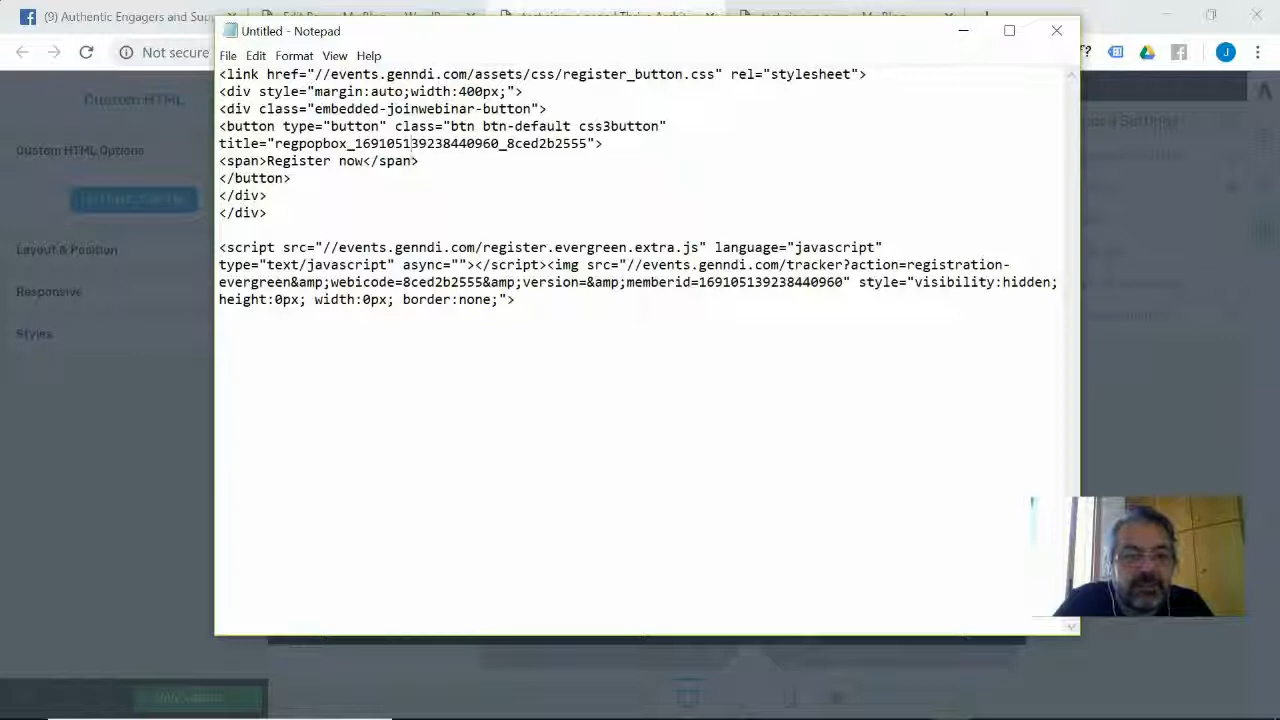 (9) Authentic Engagers and Sup
Untitled - Notepad
Not secure
File Edit Format View Help
J
<link href="//events.genndi.com/assets/css/register_button.css" rel="stylesheet">
<div style="margin:auto;width:400px;">
<div class="embedded-joinwebinar-button">
<button type="button" class="btn btn-default css3button"
title="regpopbox_169105139238440960_8ced2b2555">
<span>Register now</span>
</button>
</div>
</div>
<script src="//events.genndi.com/register.evergreen.extra.js" language="javascript"
type="text/javascript" async=""></script><img src="//events.genndi.com/tracker?action=registration-
evergreen&amp;webicode=8ced2b2555&amp;version=&amp;memberid=169105139238440960" style="visibility:hidden;
height:0px; width:0px; border:none;">
Custom HTML
Custom HTML Options
Layout & Position
Responsive
Styles